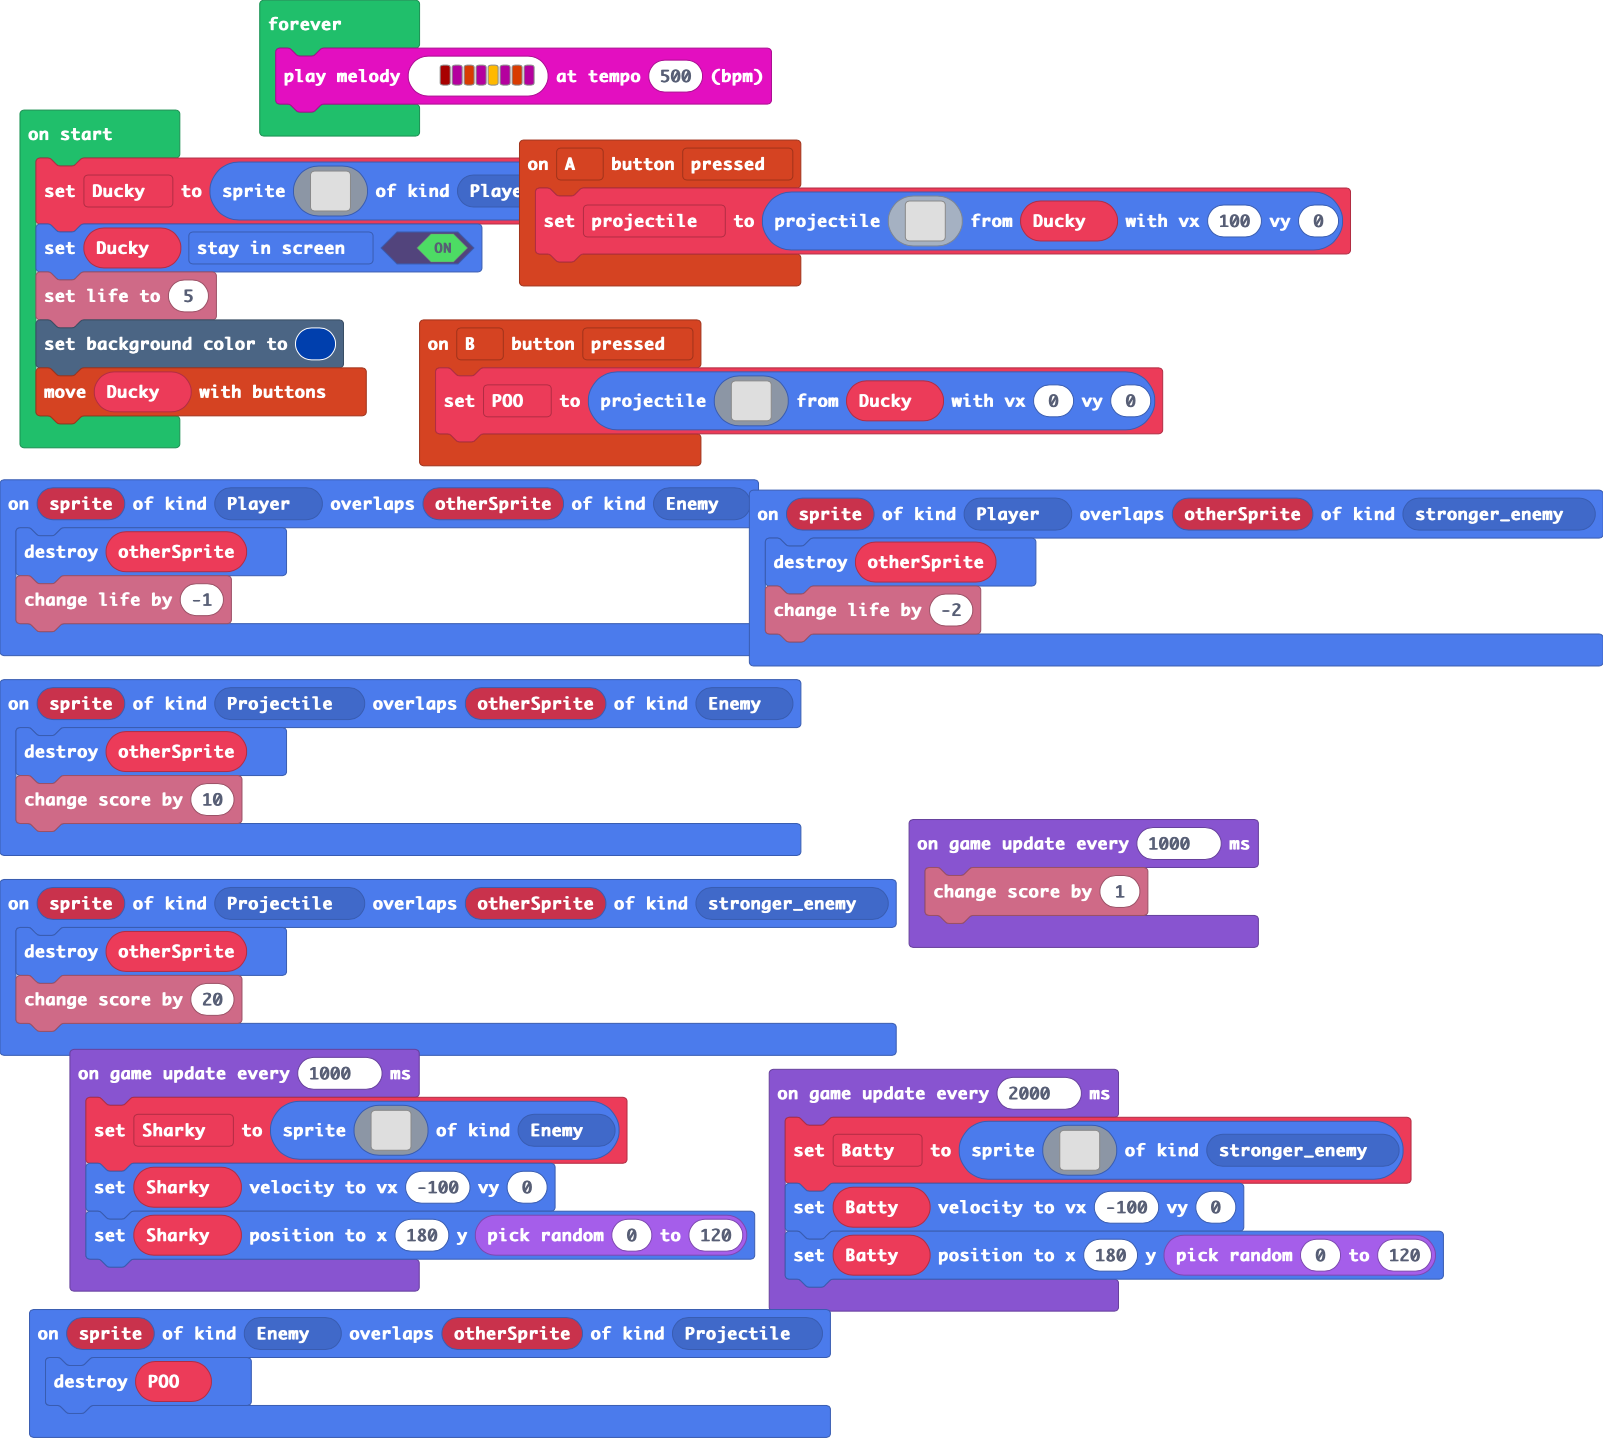 forever
play melody at tempo 500 (bpm)
on start
set Ducky to sprite of kind Playe
set Ducky stay in screen ON
set life to 5
set background color to
move Ducky with buttons
on A button pressed
set projectile to projectile from Ducky with vx 100 vy 0
on B button pressed
set POO to projectile from Ducky with vx 0 vy 0
on sprite of kind Player overlaps otherSprite of kind Enemy
destroy otherSprite
change life by -1
on sprite of kind Player overlaps otherSprite of kind stronger_enemy
destroy otherSprite
change life by -2
on sprite of kind Projectile overlaps otherSprite of kind Enemy
destroy otherSprite
change score by 10
on game update every 1000 ms
change score by 1
on sprite of kind Projectile overlaps otherSprite of kind stronger_enemy
destroy otherSprite
change score by 20
on game update every 1000 ms
set Sharky to sprite of kind Enemy
set Sharky velocity to vx -100 vy 0
set Sharky position to x 180 y pick random 0 to 120
on game update every 2000 ms
set Batty to sprite of kind stronger_enemy
set Batty velocity to vx -100 vy 0
set Batty position to x 180 y pick random 0 to 120
on sprite of kind Enemy overlaps otherSprite of kind Projectile
destroy POO